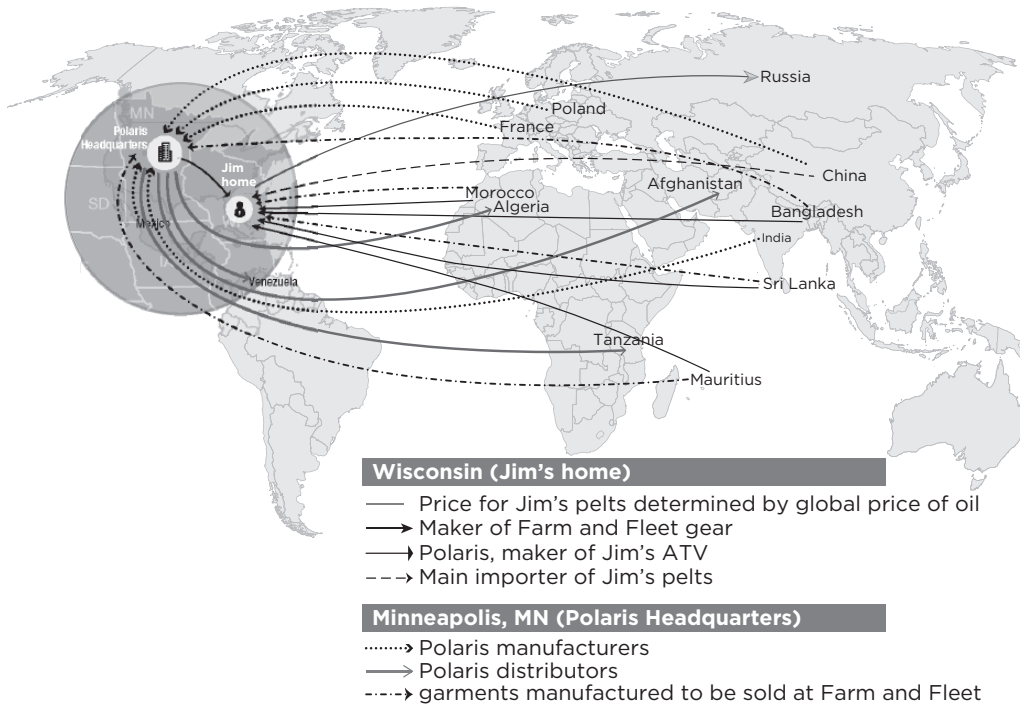 MN
Polaris
Headquarters
Jim
home
SD
Mexico
IA
Venezuela
Russia
Poland
France
China
Morocco
Algeria
Afghanistan
Bangladesh
India
Sri Lanka
Tanzania
Mauritius
Wisconsin (Jim's home)
Price for Jim's pelts determined by global price of oil
Maker of Farm and Fleet gear
Polaris, maker of Jim's ATV
Main importer of Jim's pelts
Minneapolis, MN (Polaris Headquarters)
Polaris manufacturers
Polaris distributors
garments manufactured to be sold at Farm and Fleet